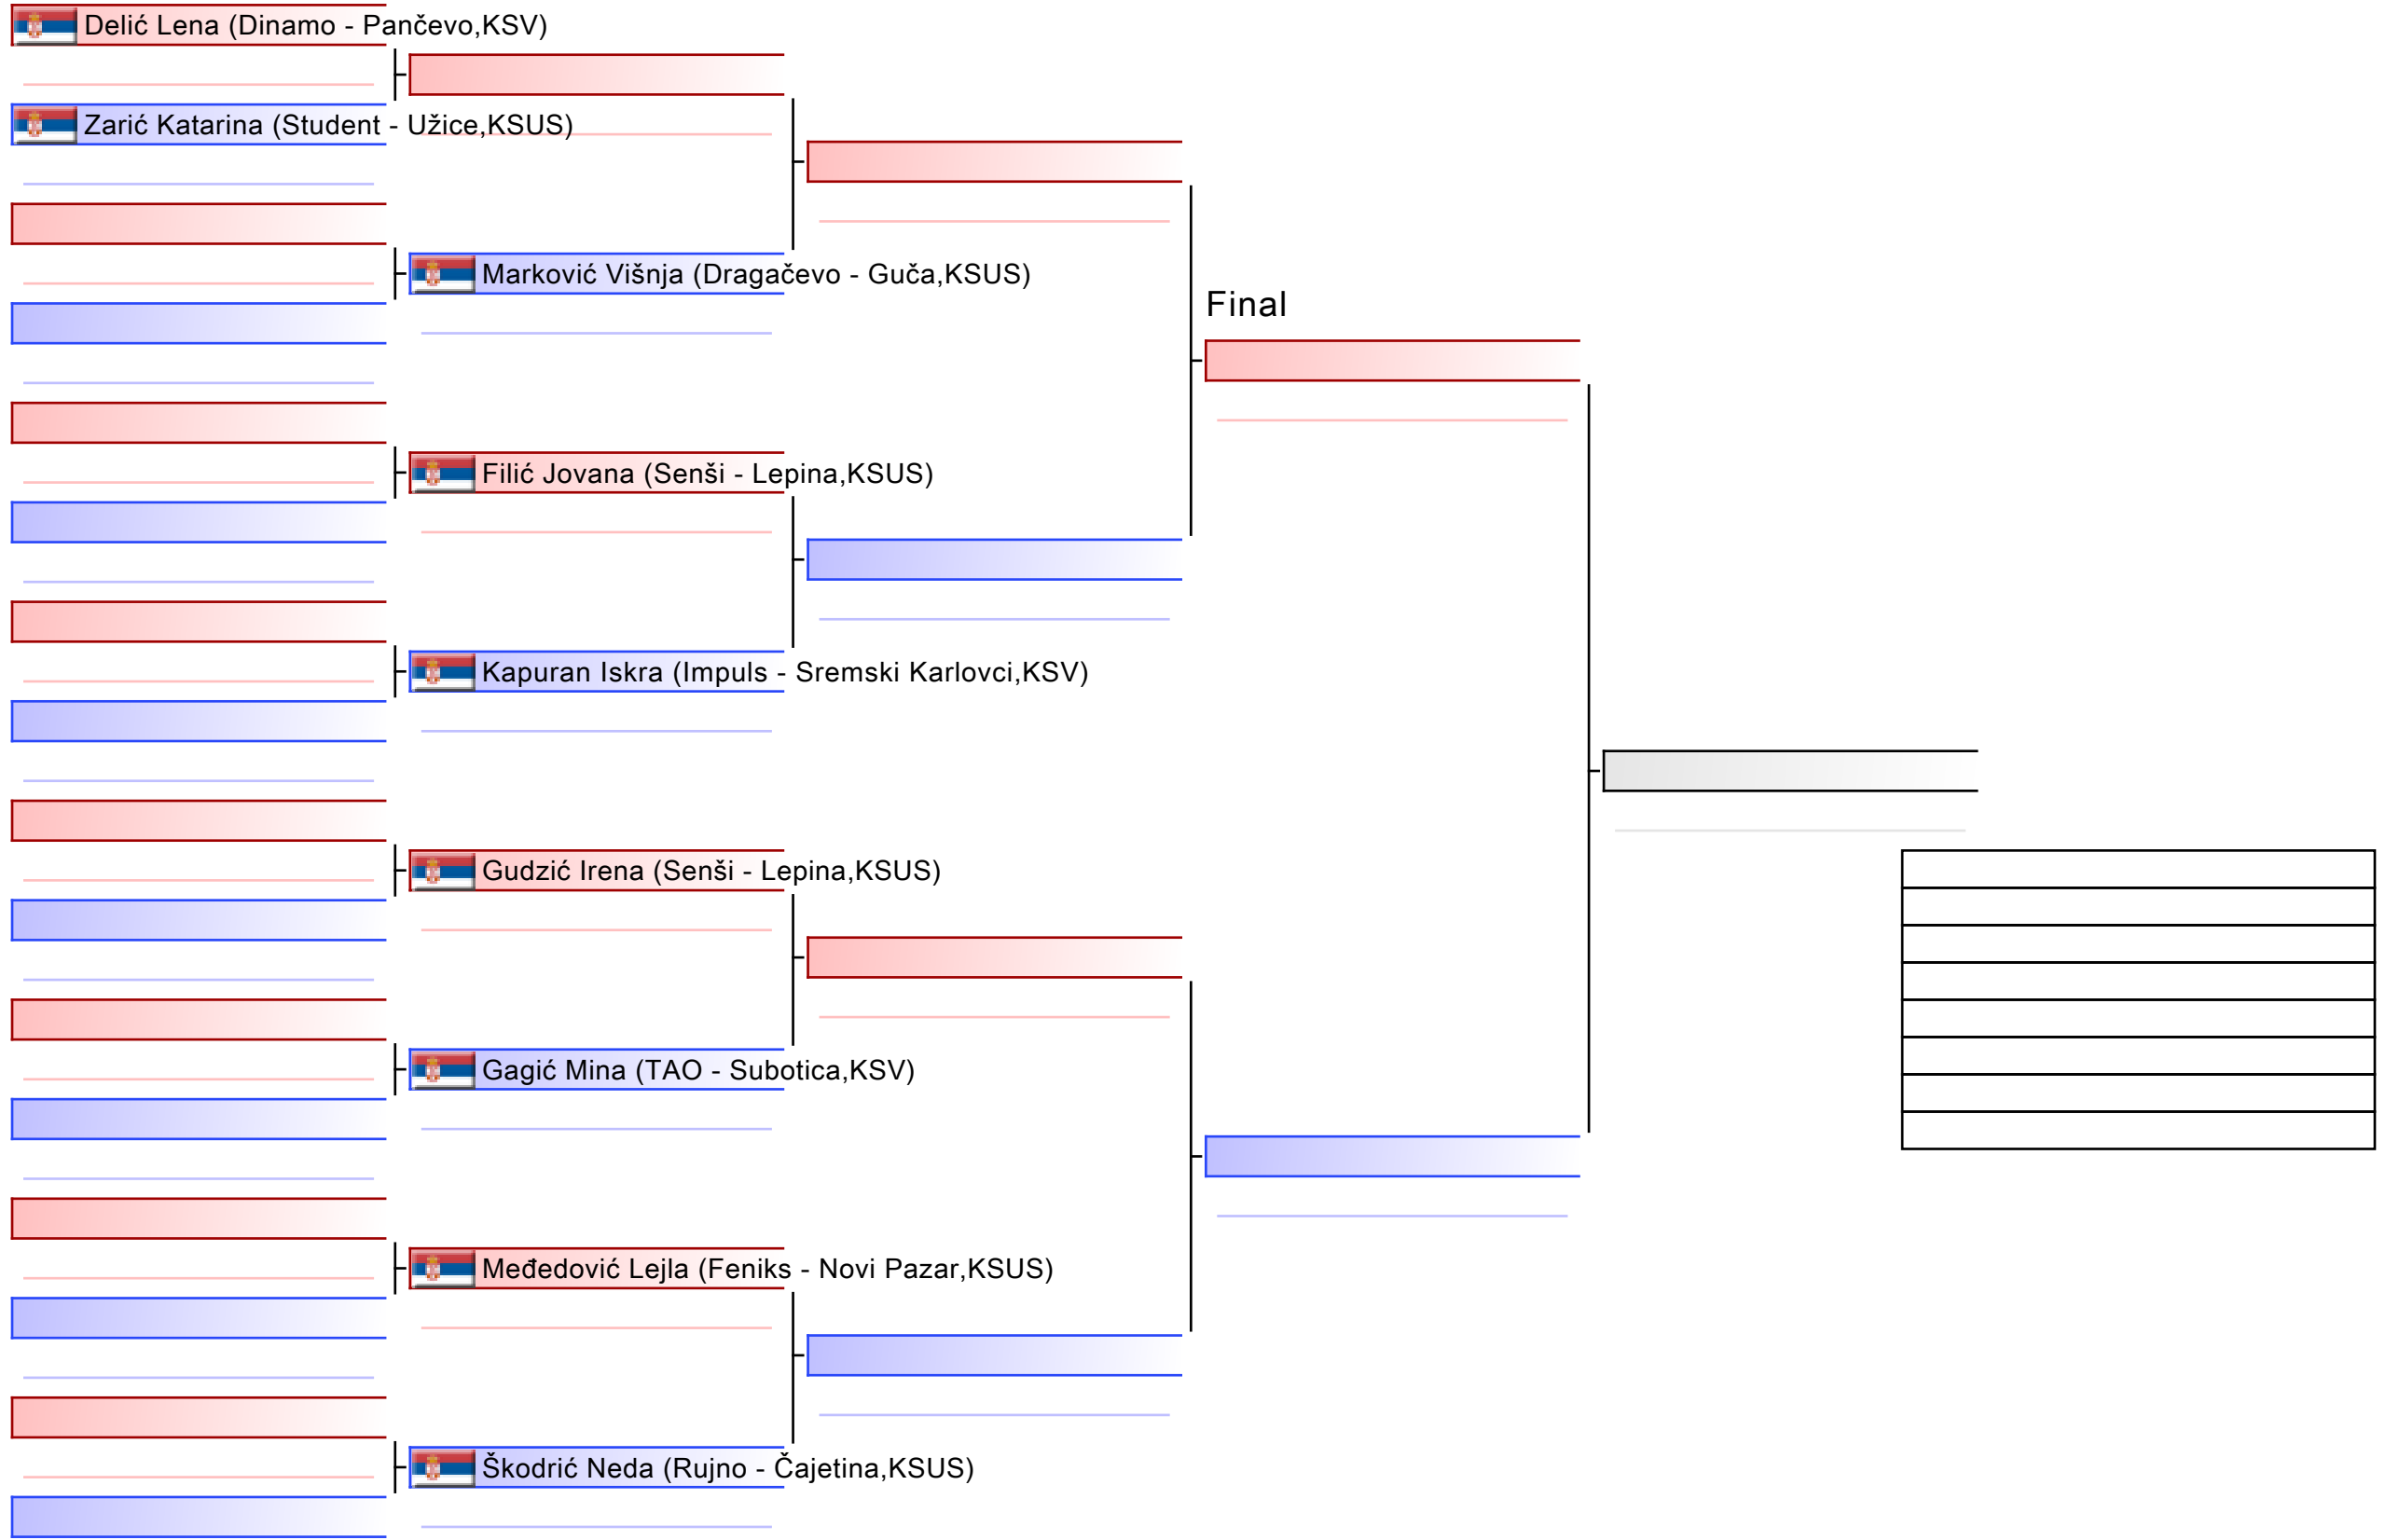 Delić Lena (Dinamo - Pančevo,KSV)
Zarić Katarina (Student - Užice,KSUS)
Marković Višnja (Dragačevo - Guča,KSUS)
Final
Filić Jovana (Senši - Lepina,KSUS)
Kapuran Iskra (Impuls - Sremski Karlovci,KSV)
Gudzić Irena (Senši - Lepina,KSUS)
Gagić Mina (TAO - Subotica,KSV)
Međedović Lejla (Feniks - Novi Pazar,KSUS)
Škodrić Neda (Rujno - Čajetina,KSUS)